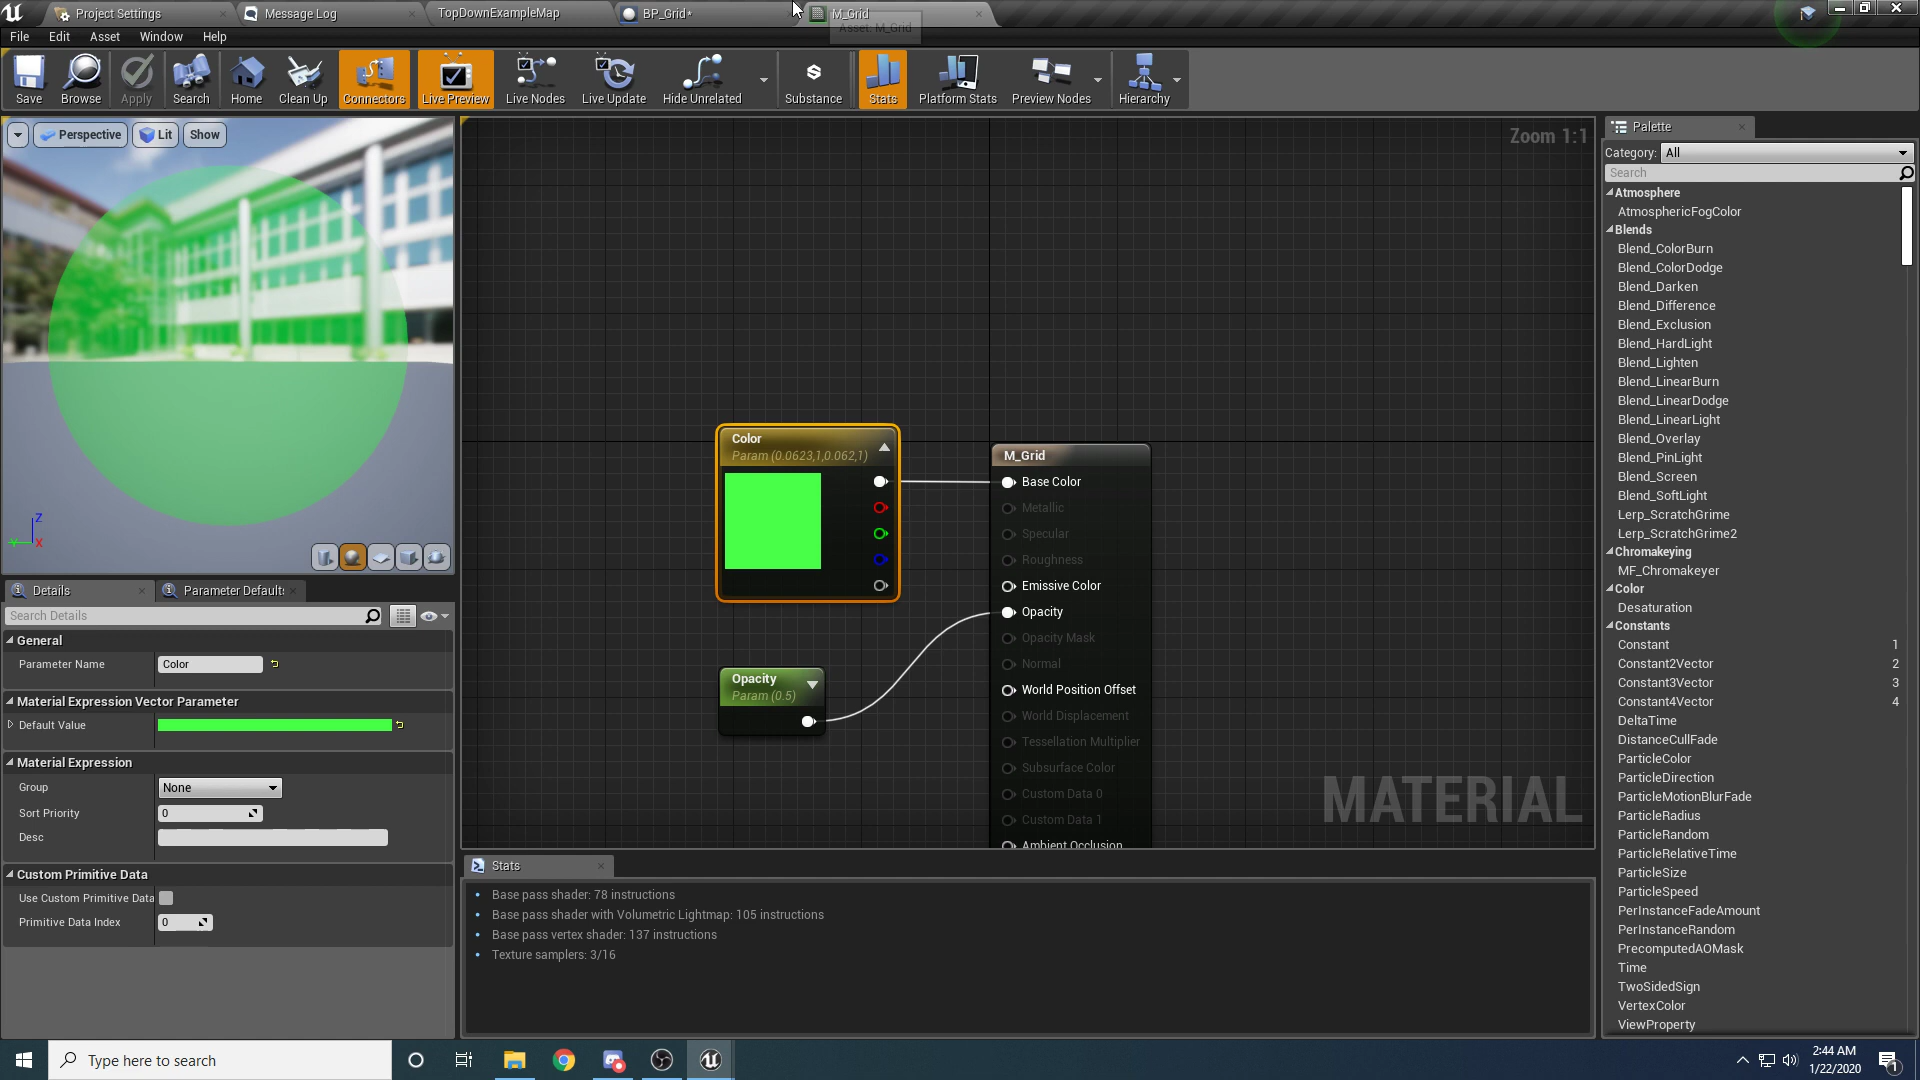 Project Settings
Message Log
TopDownExampleMap
BP_Grid*
M_Grid
Asset: M_Grid
File
Edit
Asset
Window
Help
Save
Browse
Apply
Search
Home
Clean Up
Connectors
Live Preview
Live Nodes
Live Update
Hide Unrelated
Substance
Stats
Platform Stats
Preview Nodes
Hierarchy
Perspective
Lit
Show
Z
Y
X
Zoom 1:1
Color
Param (0.0623,1,0.062,1)
Opacity
Param (0.5)
M_Grid
Base Color
Metallic
Specular
Roughness
Emissive Color
Opacity
Opacity Mask
Normal
World Position Offset
World Displacement
Tessellation Multiplier
Subsurface Color
Custom Data 0
Custom Data 1
Ambient Occlusion
MATERIAL
Details
Parameter Default
Search Details
General
Parameter Name
Color
Material Expression Vector Parameter
Default Value
Material Expression
Group
None
Sort Priority
0
Desc
Custom Primitive Data
Use Custom Primitive Data
Primitive Data Index
0
Stats
Base pass shader: 78 instructions
Base pass shader with Volumetric Lightmap: 105 instructions
Base pass vertex shader: 137 instructions
Texture samplers: 3/16
Palette
Category:
All
Search
Atmosphere
AtmosphericFogColor
Blends
Blend_ColorBurn
Blend_ColorDodge
Blend_Darken
Blend_Difference
Blend_Exclusion
Blend_HardLight
Blend_Lighten
Blend_LinearBurn
Blend_LinearDodge
Blend_LinearLight
Blend_Overlay
Blend_PinLight
Blend_Screen
Blend_SoftLight
Lerp_ScratchGrime
Lerp_ScratchGrime2
Chromakeying
MF_Chromakeyer
Color
Desaturation
Constants
Constant 1
Constant2Vector 2
Constant3Vector 3
Constant4Vector 4
DeltaTime
DistanceCullFade
ParticleColor
ParticleDirection
ParticleMotionBlurFade
ParticleRadius
ParticleRandom
ParticleRelativeTime
ParticleSize
ParticleSpeed
PerInstanceFadeAmount
PerInstanceRandom
PrecomputedAOMask
Time
TwoSidedSign
VertexColor
ViewProperty
Type here to search
2:44 AM
1/22/2020
1